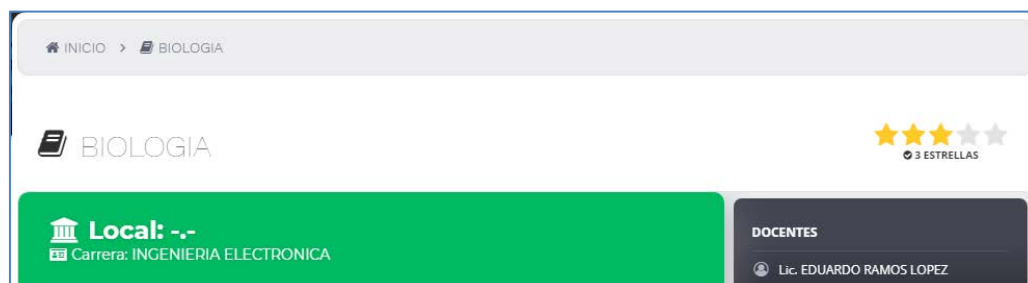 INICIO > BIOLOGIA
BIOLOGIA
3 ESTRELLAS
Local: -.-
Carrera: INGENIERIA ELECTRONICA
DOCENTES
Lic. EDUARDO RAMOS LOPEZ